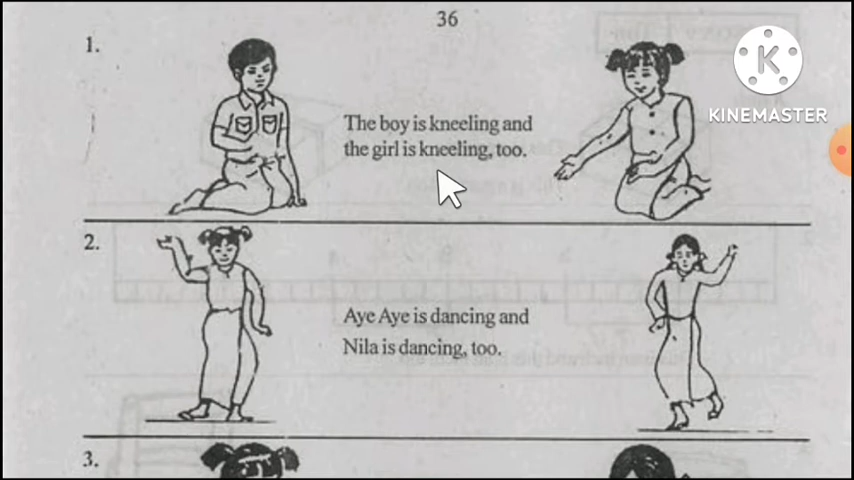 36
KINEMASTER
1.
The boy is kneeling and
the girl is kneeling, too.
2.
Aye Aye is dancing and
Nila is dancing, too.
3.